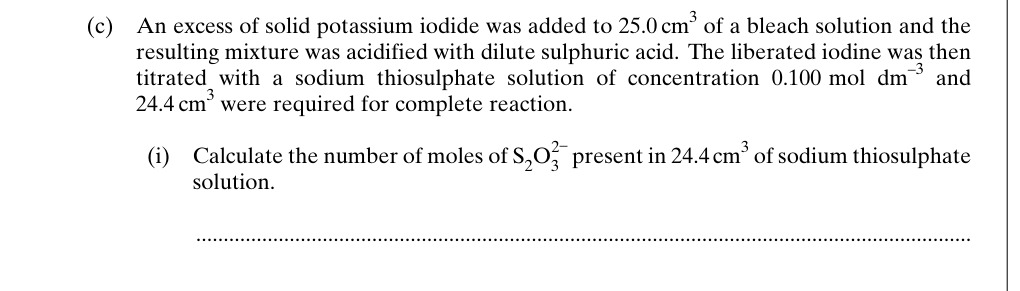 (c) An excess of solid potassium iodide was added to 25.0 cm³ of a bleach solution and the
resulting mixture was acidified with dilute sulphuric acid. The liberated iodine was then
titrated with a sodium thiosulphate solution of concentration 0.100 mol dm⁻³ and
24.4 cm³ were required for complete reaction.
(i) Calculate the number of moles of S₂O₃²⁻ present in 24.4 cm³ of sodium thiosulphate
solution.